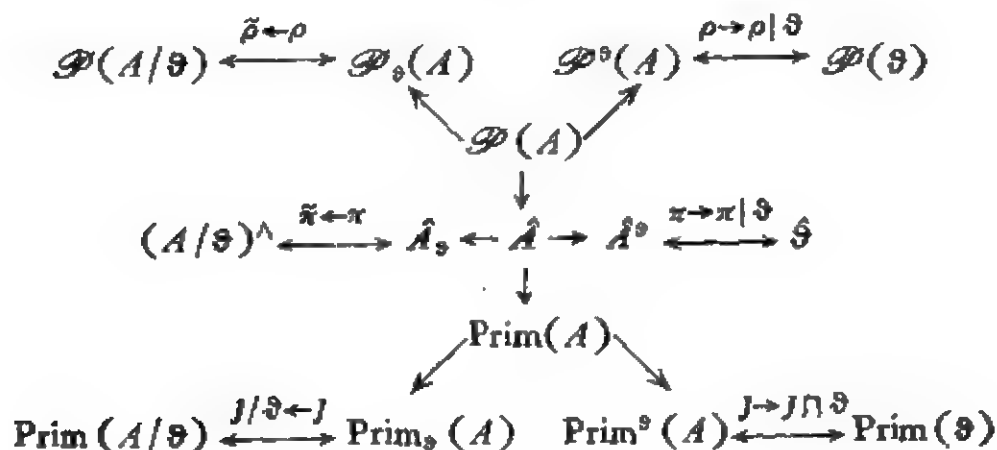 ρ̃←ρ ρ→ρ|ϑ
𝒫(A/ϑ) ⟷ 𝒫_ϑ(A) 𝒫^ϑ(A) ⟷ 𝒫(ϑ)
𝒫(A)
π̃←π π→π|ϑ
(A/ϑ)^∧ ⟷ Â_ϑ ← Â → Â^ϑ ⟷ ϑ̂
Prim(A)
J/ϑ←J J→J∩ϑ
Prim(A/ϑ) ⟷ Prim_ϑ(A) Prim^ϑ(A) ⟷ Prim(ϑ)